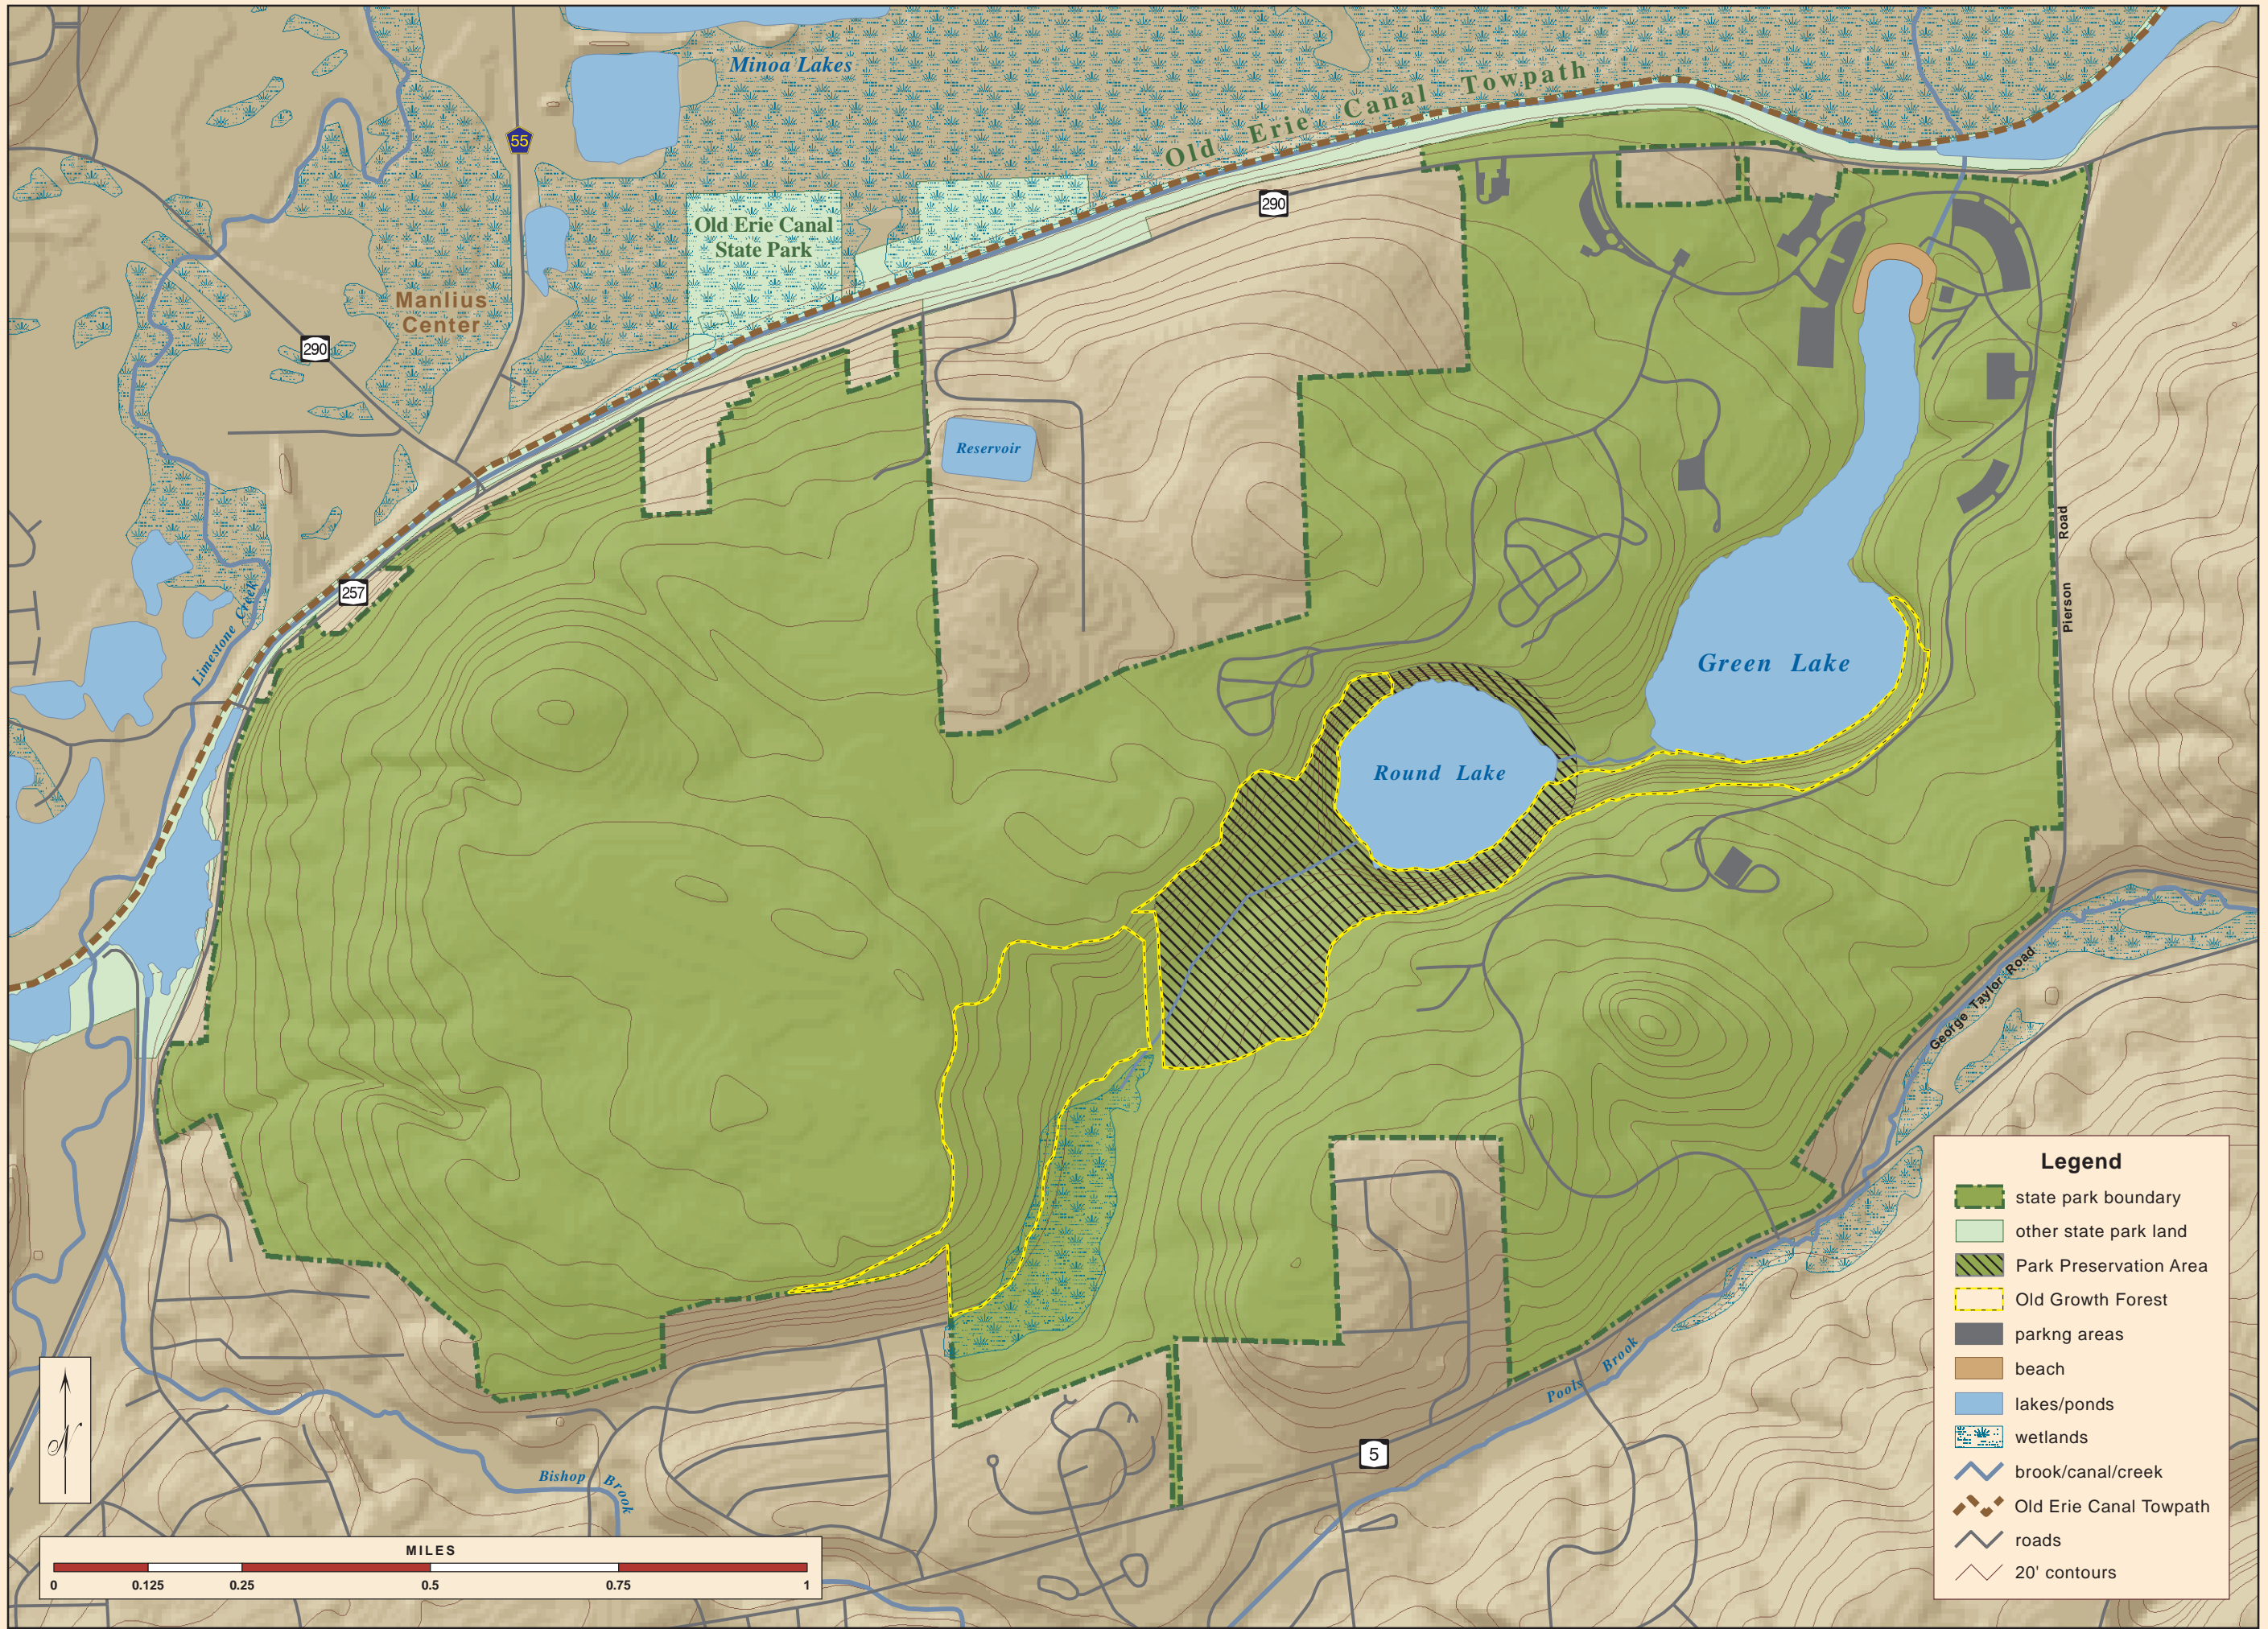 Minoa Lakes
Old Erie Canal Towpath
55
290
Old Erie Canal
State Park
Manlius
Center
290
Reservoir
Road
Pierson
257
Limestone Creek
Green Lake
Round Lake
George Taylor Road
Pools Brook
5
Bishop Brook
N
MILES
0 0.125 0.25 0.5 0.75 1
Legend
state park boundary
other state park land
Park Preservation Area
Old Growth Forest
parkng areas
beach
lakes/ponds
wetlands
brook/canal/creek
Old Erie Canal Towpath
roads
20' contours